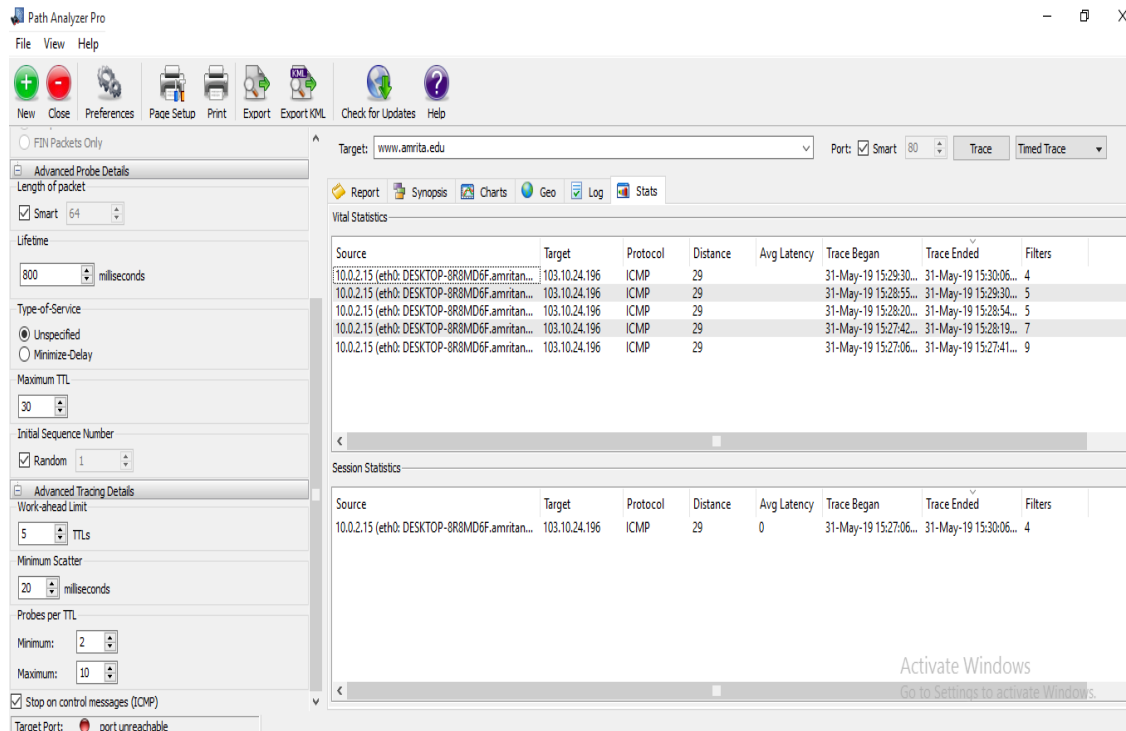 Path Analyzer Pro
File View Help
New Close Preferences Page Setup Print Export Export KML Check for Updates Help
KML
FIN Packets Only
Advanced Probe Details
Length of packet
Smart 64
Lifetime
800 milliseconds
Type-of-Service
Unspecified
Minimize-Delay
Maximum TTL
30
Initial Sequence Number
Random 1
Advanced Tracing Details
Work-ahead Limit
5 TTLs
Minimum Scatter
20 milliseconds
Probes per TTL
Minimum: 2
Maximum: 10
Stop on control messages (ICMP)
Target Port: port unreachable
Target: www.amrita.edu Port: Smart 80 Trace Timed Trace
Report Synopsis Charts Geo Log Stats
Vital Statistics
Source Target Protocol Distance Avg Latency Trace Began Trace Ended Filters
10.0.2.15 (eth0: DESKTOP-8R8MD6F.amritan... 103.10.24.196 ICMP 29 31-May-19 15:29:30... 31-May-19 15:30:06... 4
10.0.2.15 (eth0: DESKTOP-8R8MD6F.amritan... 103.10.24.196 ICMP 29 31-May-19 15:28:55... 31-May-19 15:29:30... 5
10.0.2.15 (eth0: DESKTOP-8R8MD6F.amritan... 103.10.24.196 ICMP 29 31-May-19 15:28:20... 31-May-19 15:28:54... 5
10.0.2.15 (eth0: DESKTOP-8R8MD6F.amritan... 103.10.24.196 ICMP 29 31-May-19 15:27:42... 31-May-19 15:28:19... 7
10.0.2.15 (eth0: DESKTOP-8R8MD6F.amritan... 103.10.24.196 ICMP 29 31-May-19 15:27:06... 31-May-19 15:27:41... 9
Session Statistics
Source Target Protocol Distance Avg Latency Trace Began Trace Ended Filters
10.0.2.15 (eth0: DESKTOP-8R8MD6F.amritan... 103.10.24.196 ICMP 29 0 31-May-19 15:27:06... 31-May-19 15:30:06... 4
Activate Windows
Go to Settings to activate Windows.